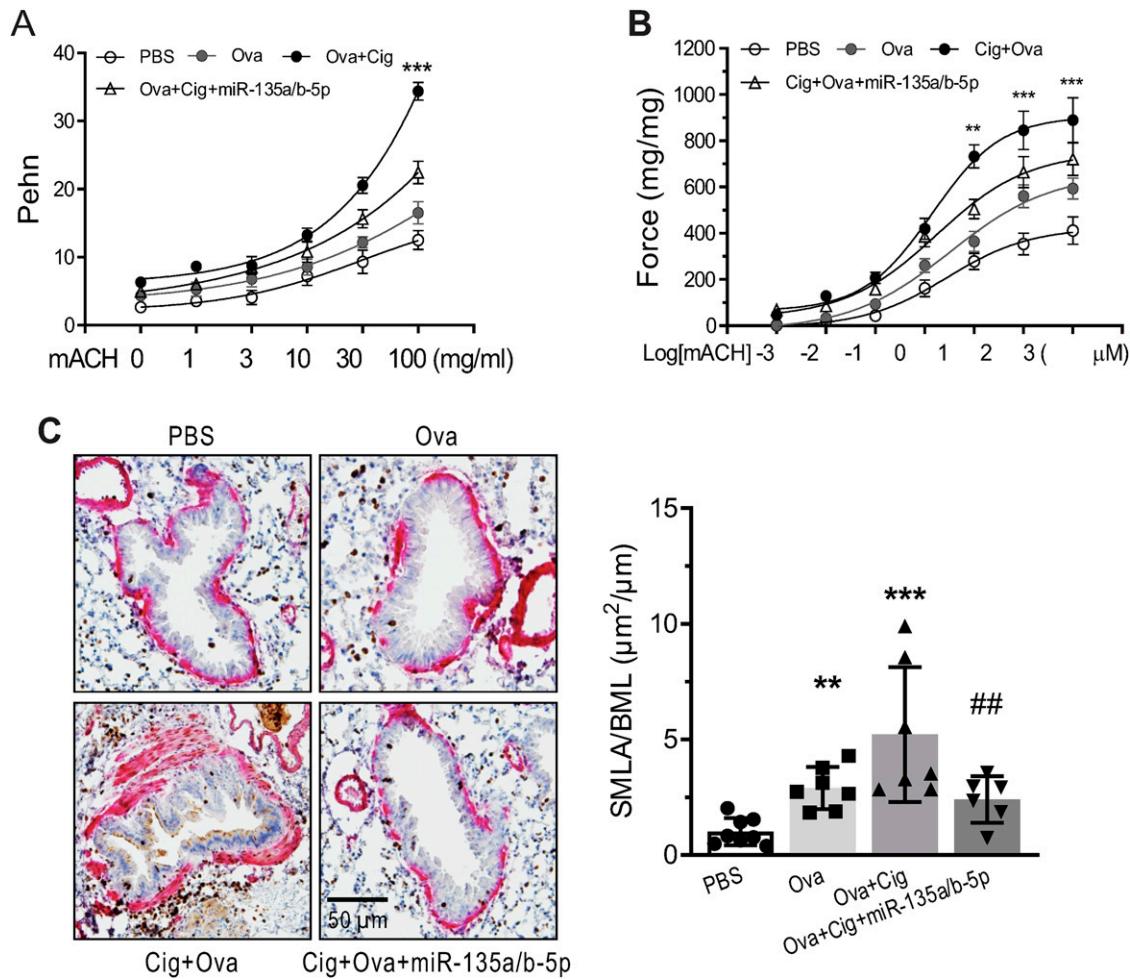 A
PBS Ova Ova+Cig
Ova+Cig+miR-135a/b-5p
***
Pehn
40
30
20
10
0
mACH 0 1 3 10 30 100 (mg/ml)
B
PBS Ova Cig+Ova
Cig+Ova+miR-135a/b-5p
** *** ***
Force (mg/mg)
1200
1000
800
600
400
200
0
Log[mACH] -3 -2 -1 0 1 2 3 ( μM)
C
PBS Ova
50 μm
Cig+Ova Cig+Ova+miR-135a/b-5p
SMLA/BML (μm²/μm)
15
10
5
0
** *** ##
PBS
Ova
Ova+Cig
Ova+Cig+miR-135a/b-5p